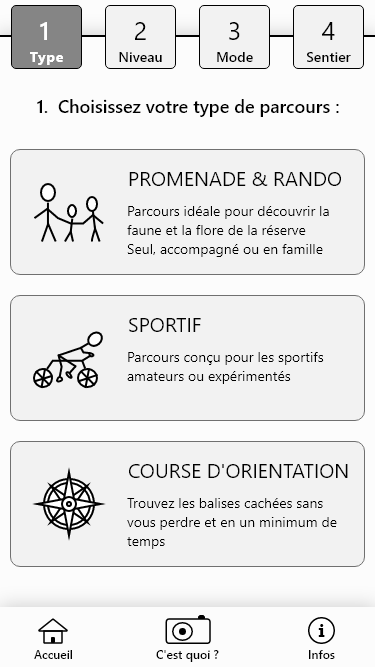 1 2 3 4
Type Niveau Mode Sentier
1. Choisissez votre type de parcours :
PROMENADE & RANDO
Parcours idéale pour découvrir la
faune et la flore de la réserve
Seul, accompagné ou en famille
SPORTIF
Parcours conçu pour les sportifs
amateurs ou expérimentés
COURSE D'ORIENTATION
Trouvez les balises cachées sans
vous perdre et en un minimum de
temps
Accueil C'est quoi ? Infos